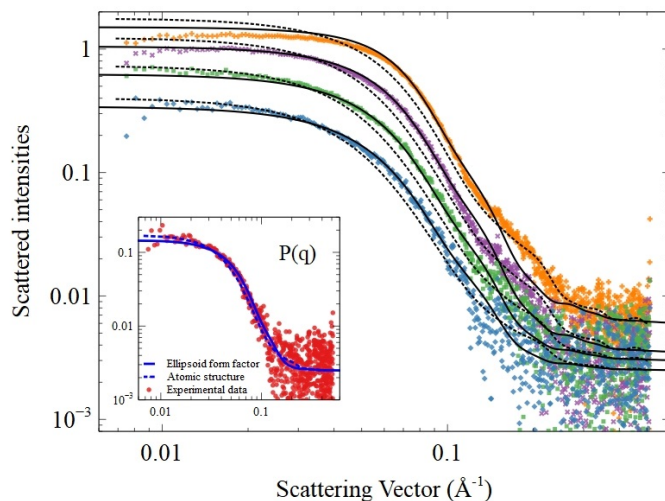 1
0.1
0.01
10⁻³
0.01
0.1
Scattered intensities
Scattering Vector (Å⁻¹)
P(q)
0.1
0.01
10⁻³
0.01
0.1
Ellipsoid form factor
Atomic structure
Experimental data